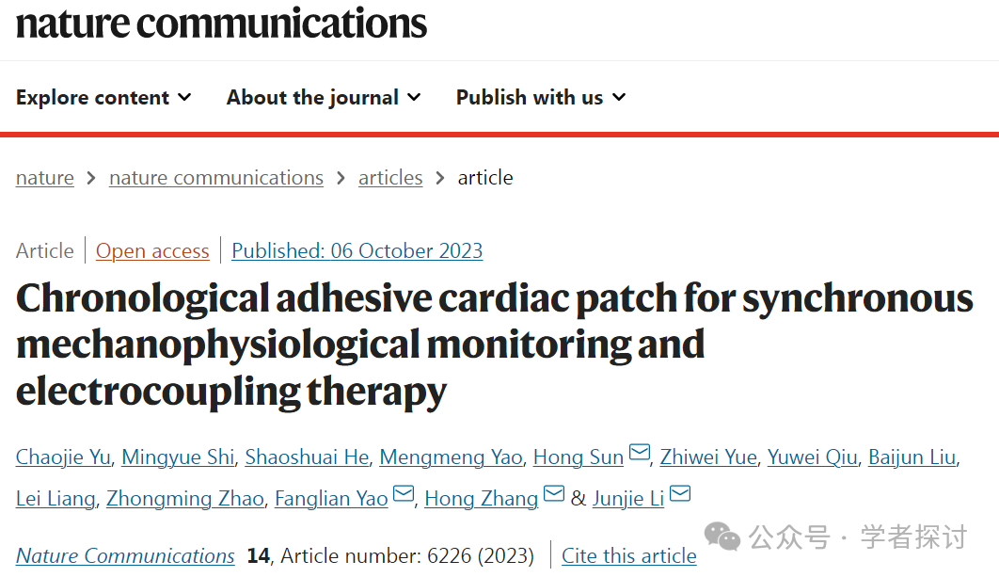 nature communications
Explore content About the journal Publish with us
nature > nature communications > articles > article
Article | Open access | Published: 06 October 2023
Chronological adhesive cardiac patch for synchronous
mechanophysiological monitoring and
electrocoupling therapy
Chaojie Yu, Mingyue Shi, Shaoshuai He, Mengmeng Yao, Hong Sun, Zhiwei Yue, Yuwei Qiu, Baijun Liu,
Lei Liang, Zhongming Zhao, Fanglian Yao, Hong Zhang & Junjie Li
Nature Communications 14, Article number: 6226 (2023) | Cite this article
公众号 · 学者探讨